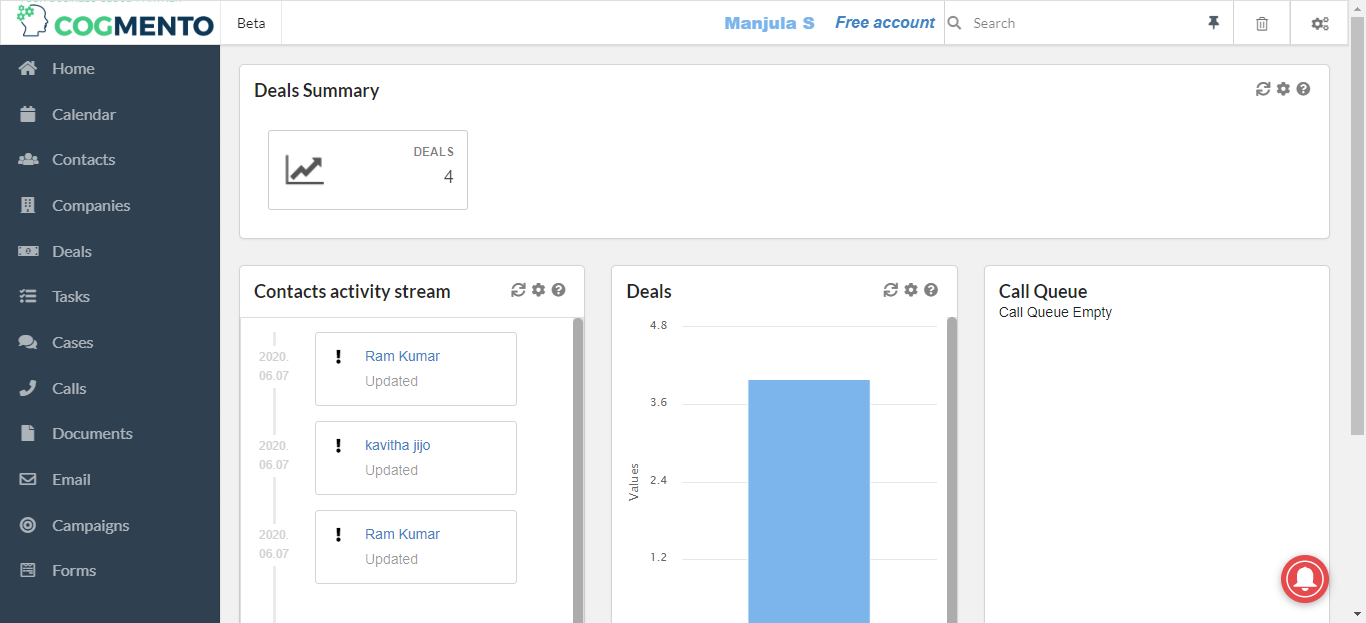 COGMENTO
Beta
Manjula S
Free account
Search
Home
Calendar
Contacts
Companies
Deals
Tasks
Cases
Calls
Documents
Email
Campaigns
Forms
Deals Summary
DEALS
4
Contacts activity stream
2020.
06.07
Ram Kumar
Updated
2020.
06.07
kavitha jijo
Updated
2020.
06.07
Ram Kumar
Updated
Deals
4.8
3.6
2.4
1.2
Values
Call Queue
Call Queue Empty